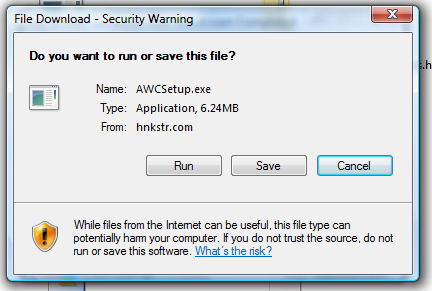 File Download - Security Warning
Do you want to run or save this file?
Name: AWCSetup.exe
Type: Application, 6.24MB
From: hnkstr.com
Run Save Cancel
While files from the Internet can be useful, this file type can
potentially harm your computer. If you do not trust the source, do not
run or save this software. What's the risk?